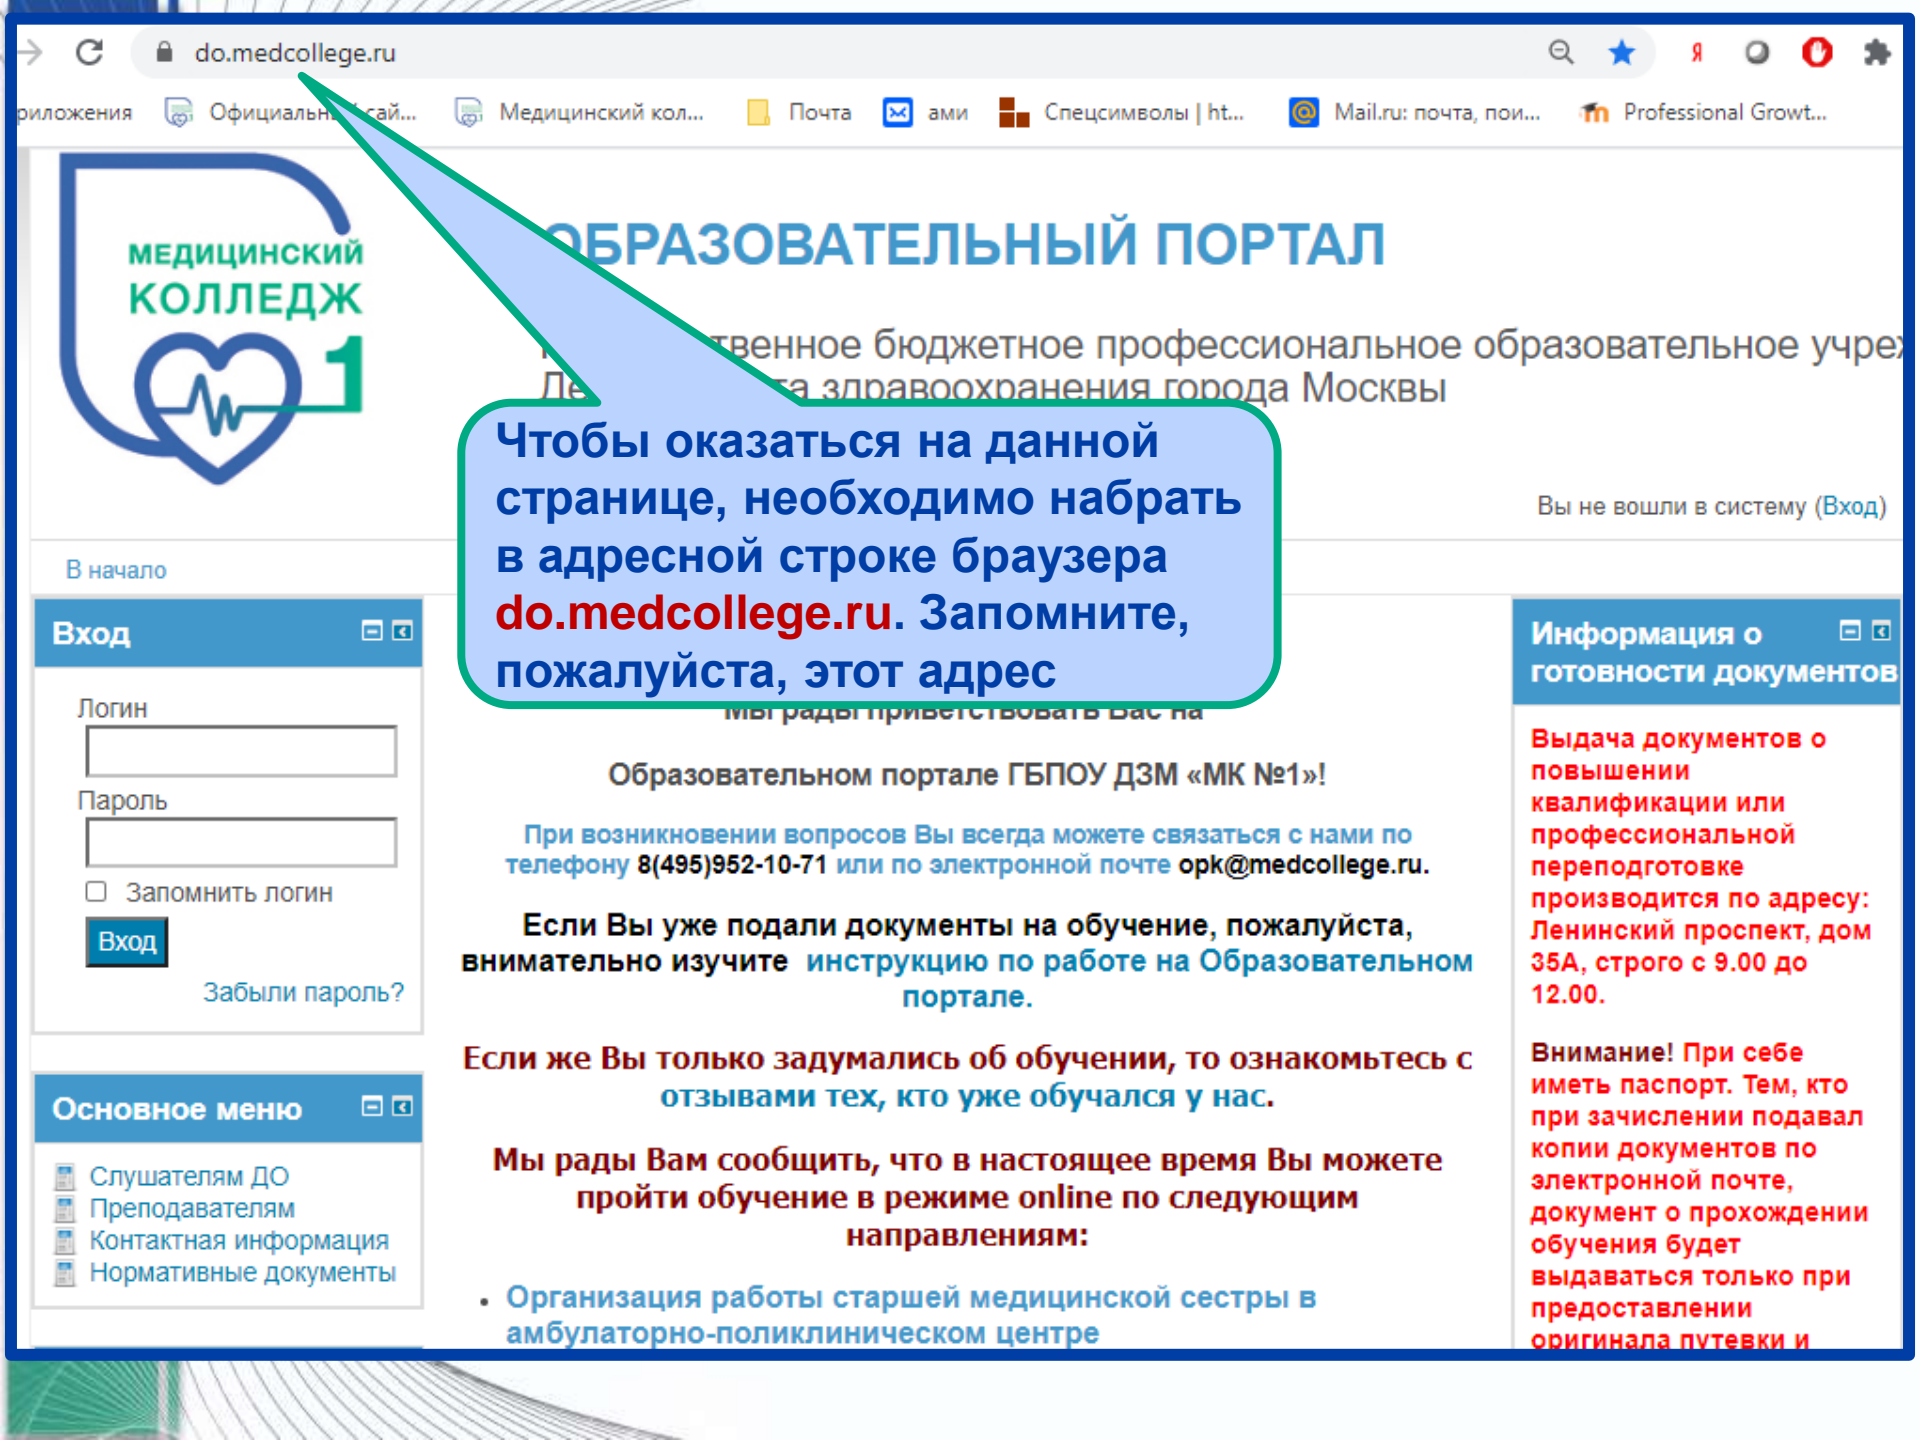 do.medcollege.ru
Я
риложения
Официальн сай...
Медицинский кол...
Почта
ами
Спецсимволы | ht...
Mail.ru: почта, пои...
Professional Growt...
МЕДИЦИНСКИЙ
КОЛЛЕДЖ
1
ОБРАЗОВАТЕЛЬНЫЙ ПОРТАЛ
твенное бюджетное профессиональное образовательное учреж
Де та здравоохранения города Москвы
Чтобы оказаться на данной
странице, необходимо набрать
в адресной строке браузера
do.medcollege.ru. Запомните,
пожалуйста, этот адрес
Вы не вошли в систему (Вход)
В начало
Вход
Логин
Пароль
Запомнить логин
Вход
Забыли пароль?
Основное меню
Слушателям ДО
Преподавателям
Контактная информация
Нормативные документы
Мы рады приветствовать Вас на
Образовательном портале ГБПОУ ДЗМ «МК №1»!
При возникновении вопросов Вы всегда можете связаться с нами по
телефону 8(495)952-10-71 или по электронной почте opk@medcollege.ru.
Если Вы уже подали документы на обучение, пожалуйста,
внимательно изучите инструкцию по работе на Образовательном
портале.
Если же Вы только задумались об обучении, то ознакомьтесь с
отзывами тех, кто уже обучался у нас.
Мы рады Вам сообщить, что в настоящее время Вы можете
пройти обучение в режиме online по следующим
направлениям:
• Организация работы старшей медицинской сестры в
амбулаторно-поликлиническом центре
Информация о
готовности документов
Выдача документов о
повышении
квалификации или
профессиональной
переподготовке
производится по адресу:
Ленинский проспект, дом
35А, строго с 9.00 до
12.00.
Внимание! При себе
иметь паспорт. Тем, кто
при зачислении подавал
копии документов по
электронной почте,
документ о прохождении
обучения будет
выдаваться только при
предоставлении
оригинала путевки и